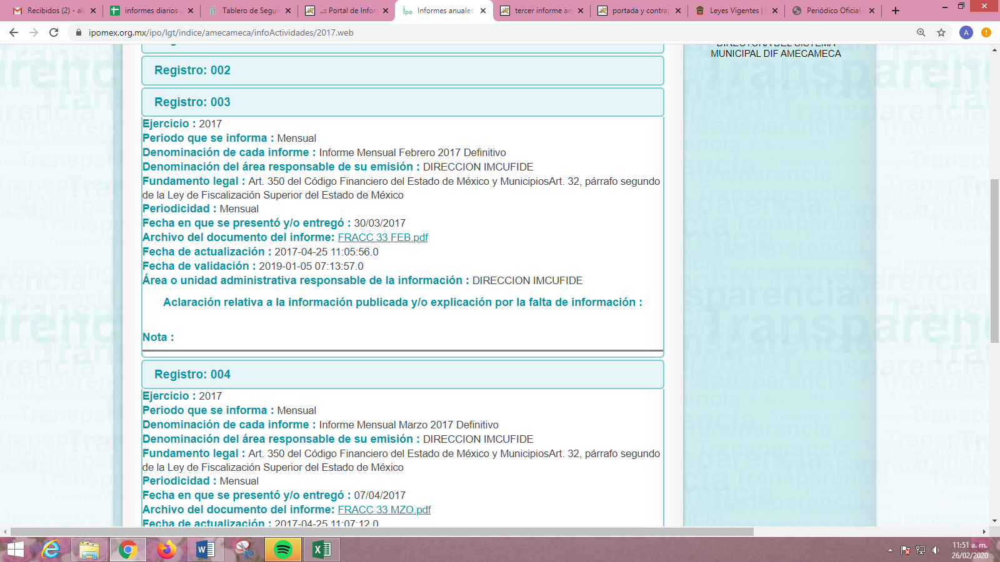 Recibidos (2) - al
informes diarios 2
Tablero de Segui
..:: Portal de Infor
Informes anuales
tercer informe am
portada y contrap
Leyes Vigentes |
Periódico Oficial
ipomex.org.mx/ipo/lgt/indice/amecameca/infoActividades/2017.web
A
DIRECTORA DEL SISTEMA
MUNICIPAL DIF AMECAMECA
Registro: 002
Registro: 003
Ejercicio : 2017
Periodo que se informa : Mensual
Denominación de cada informe : Informe Mensual Febrero 2017 Definitivo
Denominación del área responsable de su emisión : DIRECCION IMCUFIDE
Fundamento legal : Art. 350 del Código Financiero del Estado de México y MunicipiosArt. 32, párrafo segundo
de la Ley de Fiscalización Superior del Estado de México
Periodicidad : Mensual
Fecha en que se presentó y/o entregó : 30/03/2017
Archivo del documento del informe: FRACC 33 FEB.pdf
Fecha de actualización : 2017-04-25 11:05:56.0
Fecha de validación : 2019-01-05 07:13:57.0
Área o unidad administrativa responsable de la información : DIRECCION IMCUFIDE
Aclaración relativa a la información publicada y/o explicación por la falta de información :
Nota :
Registro: 004
Ejercicio : 2017
Periodo que se informa : Mensual
Denominación de cada informe : Informe Mensual Marzo 2017 Definitivo
Denominación del área responsable de su emisión : DIRECCION IMCUFIDE
Fundamento legal : Art. 350 del Código Financiero del Estado de México y MunicipiosArt. 32, párrafo segundo
de la Ley de Fiscalización Superior del Estado de México
Periodicidad : Mensual
Fecha en que se presentó y/o entregó : 07/04/2017
Archivo del documento del informe: FRACC 33 MZO.pdf
Fecha de actualización : 2017-04-25 11:07:12.0
11:51 a. m.
26/02/2020